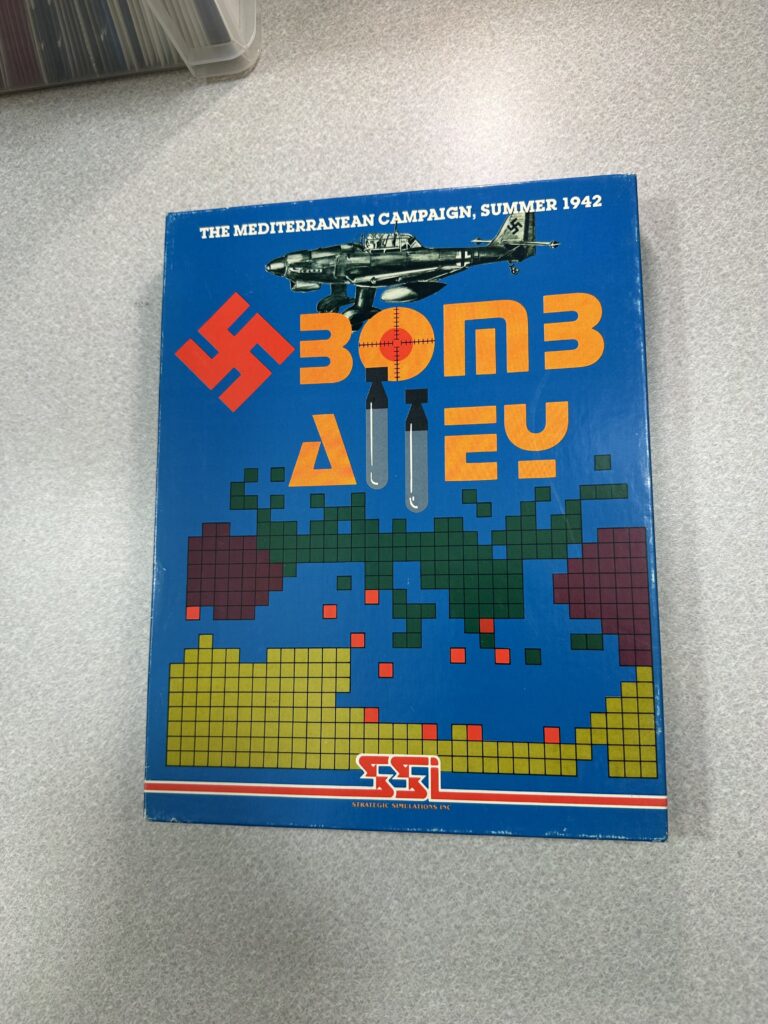 THE MEDITERRANEAN CAMPAIGN, SUMMER 1942
BOMB
ALLEY
SSI
STRATEGIC SIMULATIONS INC